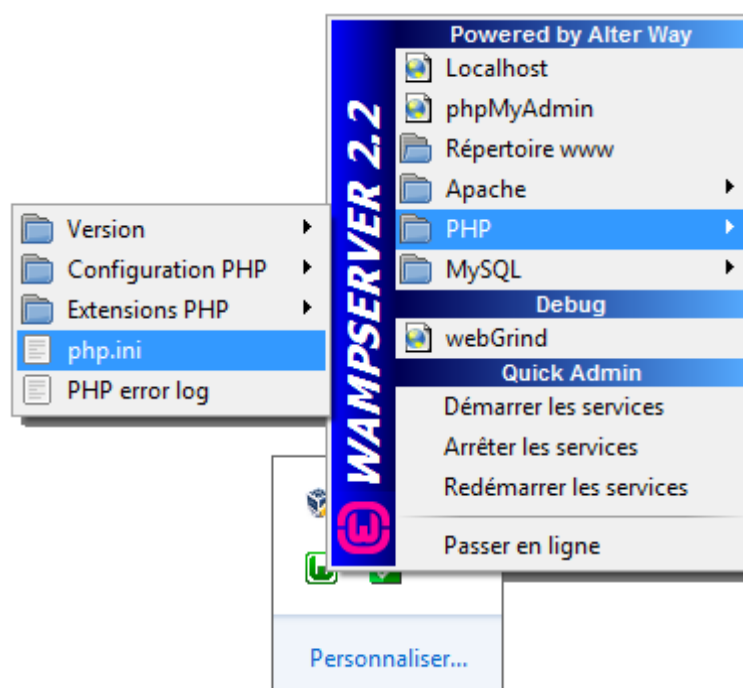 Powered by Alter Way
Localhost
phpMyAdmin
Répertoire www
Apache
PHP
MySQL
Debug
webGrind
Quick Admin
Démarrer les services
Arrêter les services
Redémarrer les services
Passer en ligne
WAMPSERVER 2.2
Version
Configuration PHP
Extensions PHP
php.ini
PHP error log
Personnaliser...